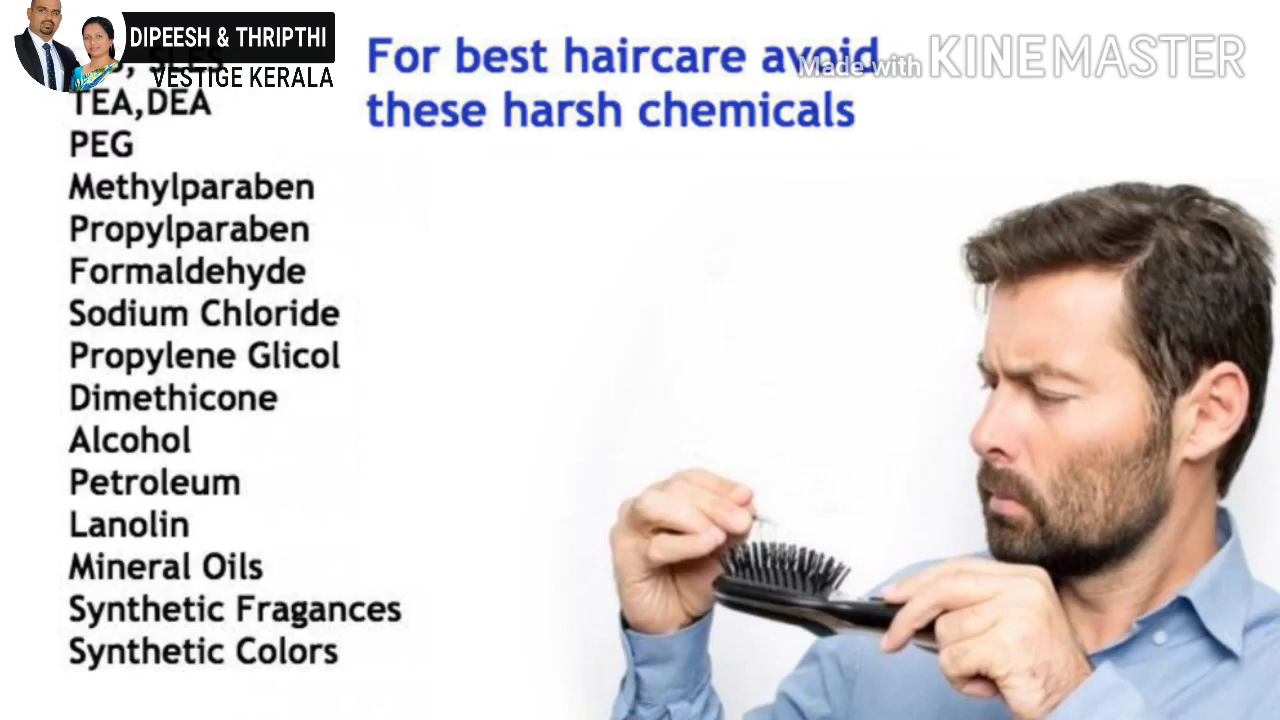 DIPEESH & THRIPTHI
VESTIGE KERALA
For best haircare avoid
these harsh chemicals
Made with KINEMASTER
TEA,DEA
PEG
Methylparaben
Propylparaben
Formaldehyde
Sodium Chloride
Propylene Glicol
Dimethicone
Alcohol
Petroleum
Lanolin
Mineral Oils
Synthetic Fragances
Synthetic Colors